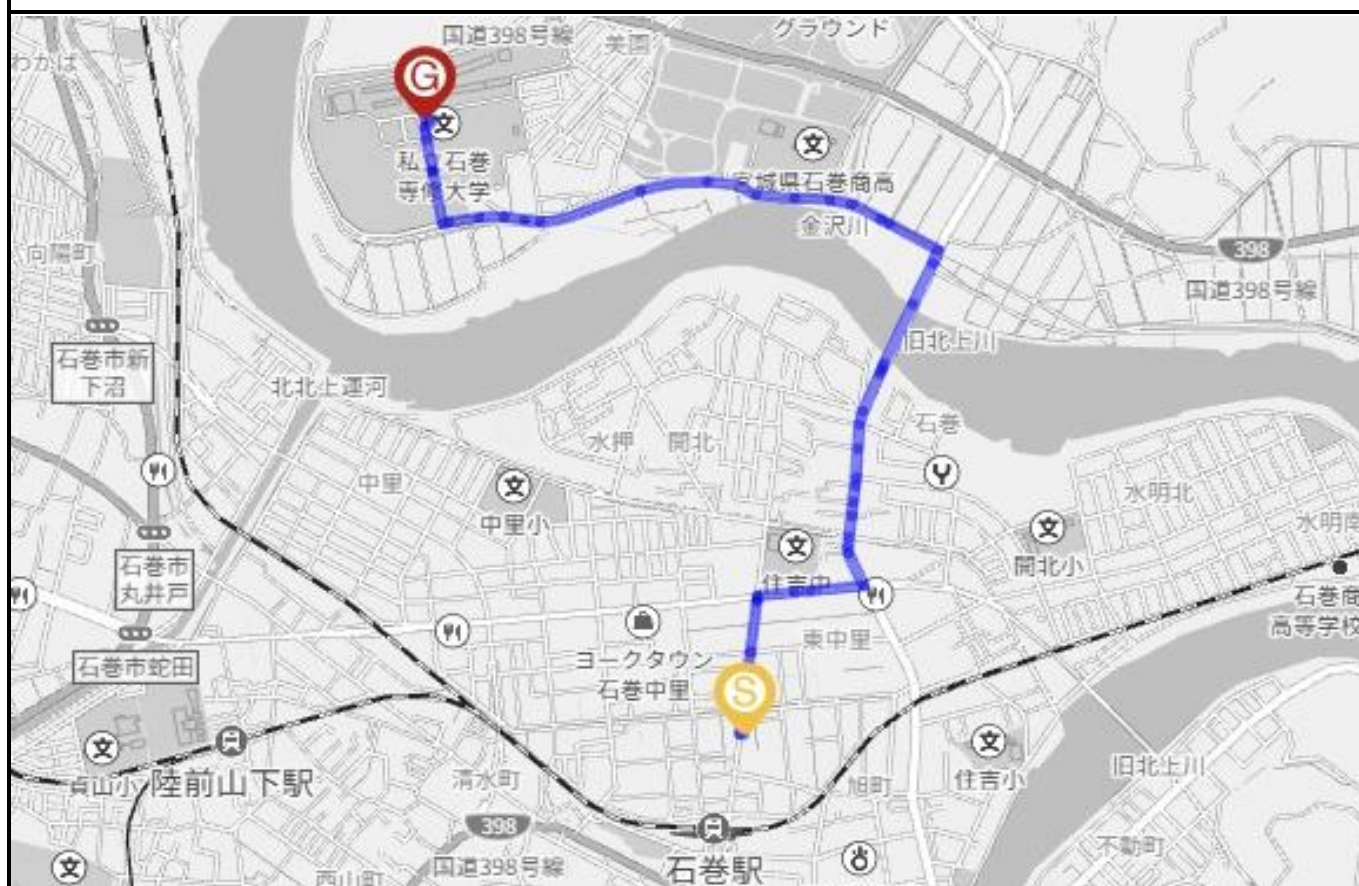 グラウンド
国道398号線
美園
わかば
G
私立石巻
専修大学
宮城県石巻商高
金沢川
向陽町
398
国道398号線
旧北上川
石巻市新
下沼
北北上運河
石巻
水押
開北
中里
水明北
中里小
水明南
石巻市
丸井戸
住吉中
開北小
石巻商
高等学校
東中里
石巻市蛇田
ヨークタウン
石巻中里
S
貞山小
陸前山下駅
清水町
旭町
住吉小
旧北上川
398
国道398号線
石巻駅
不動町
西山町